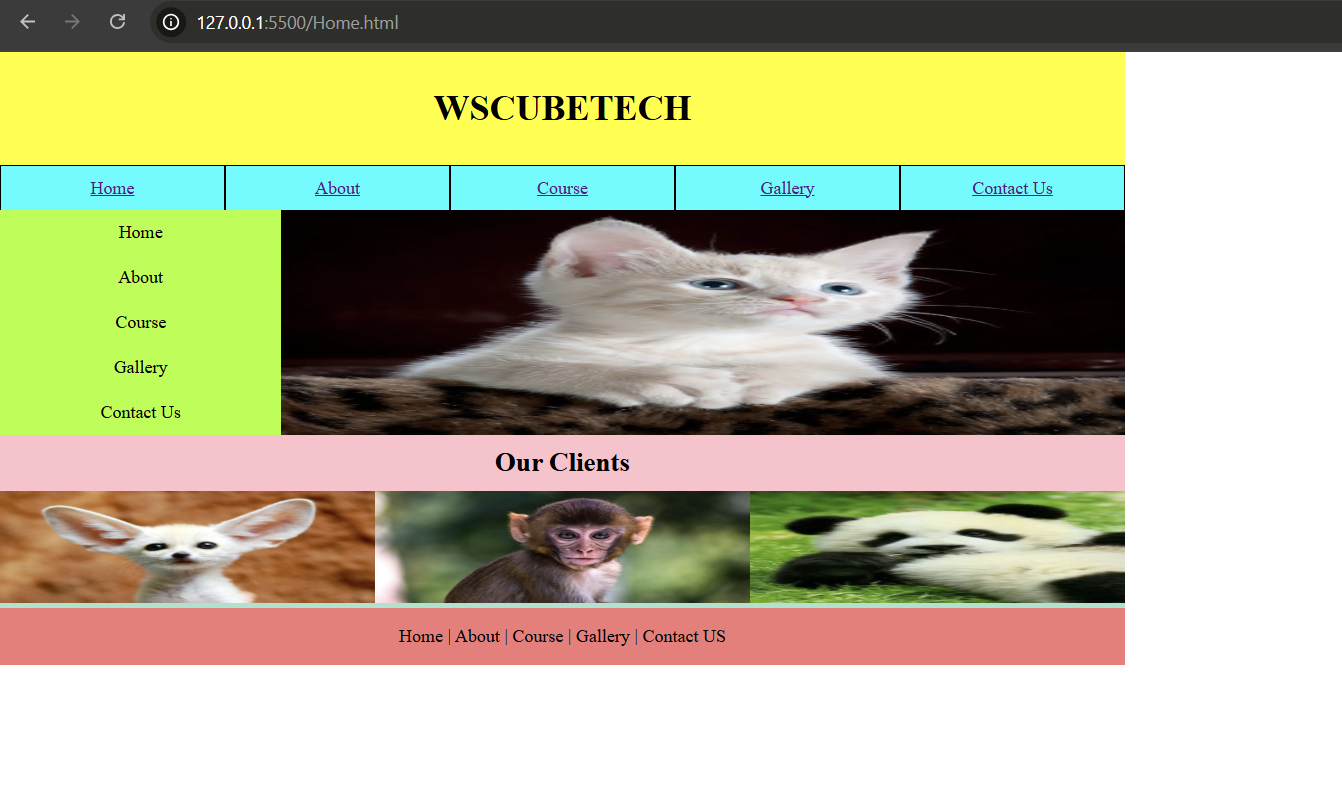 127.0.0.1:5500/Home.html
WSCUBETECH
Home About Course Gallery Contact Us
Home
About
Course
Gallery
Contact Us
Our Clients
Home | About | Course | Gallery | Contact US